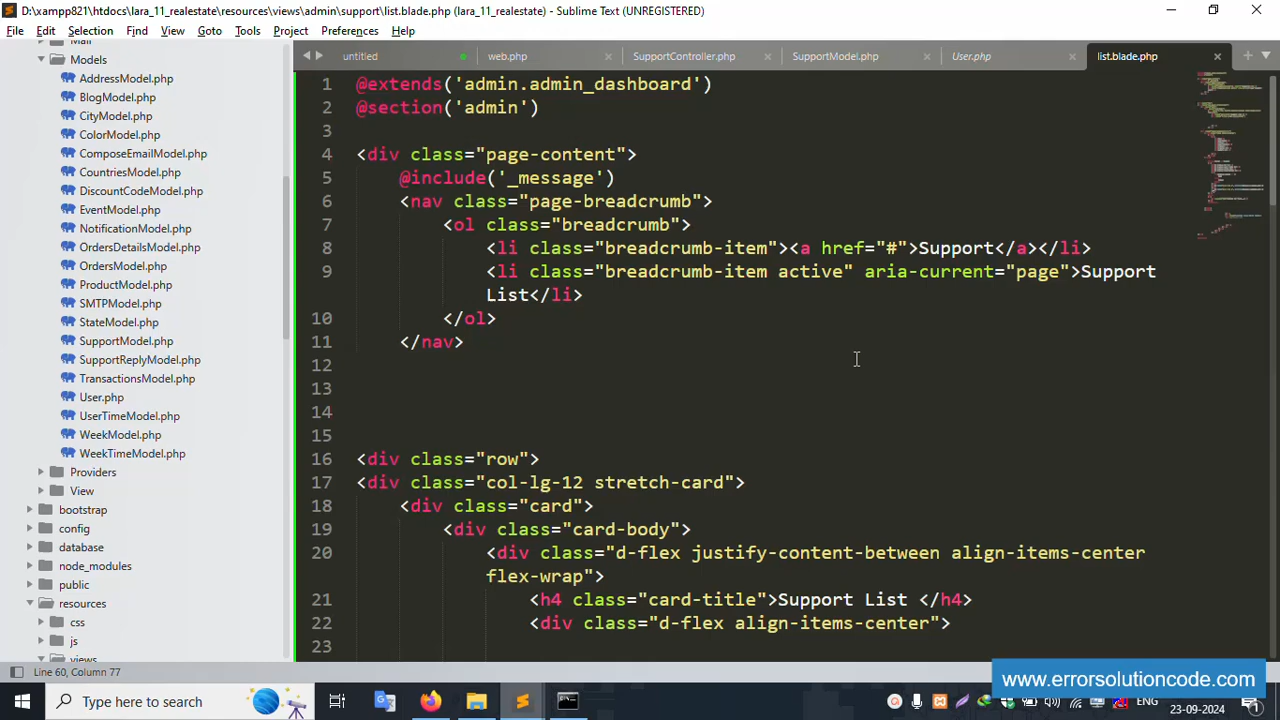 D:\xampp821\htdocs\lara_11_realestate\resources\views\admin\support\list.blade.php (lara_11_realestate) - Sublime Text (UNREGISTERED)
File Edit Selection Find View Goto Tools Project Preferences Help
Mail
Models
AddressModel.php
BlogModel.php
CityModel.php
ColorModel.php
ComposeEmailModel.php
CountriesModel.php
DiscountCodeModel.php
EventModel.php
NotificationModel.php
OrdersDetailsModel.php
OrdersModel.php
ProductModel.php
SMTPModel.php
StateModel.php
SupportModel.php
SupportReplyModel.php
TransactionsModel.php
User.php
UserTimeModel.php
WeekModel.php
WeekTimeModel.php
Providers
View
bootstrap
config
database
node_modules
public
resources
css
js
views
untitled web.php SupportController.php SupportModel.php User.php list.blade.php
1 @extends('admin.admin_dashboard')
2 @section('admin')
3
4 <div class="page-content">
5 @include('_message')
6 <nav class="page-breadcrumb">
7 <ol class="breadcrumb">
8 <li class="breadcrumb-item"><a href="#">Support</a></li>
9 <li class="breadcrumb-item active" aria-current="page">Support
List</li>
10 </ol>
11 </nav>
12
13
14
15
16 <div class="row">
17 <div class="col-lg-12 stretch-card">
18 <div class="card">
19 <div class="card-body">
20 <div class="d-flex justify-content-between align-items-center
flex-wrap">
21 <h4 class="card-title">Support List </h4>
22 <div class="d-flex align-items-center">
23
Line 60, Column 77
www.errorsolutioncode.com
Type here to search
ENG
23-09-2024